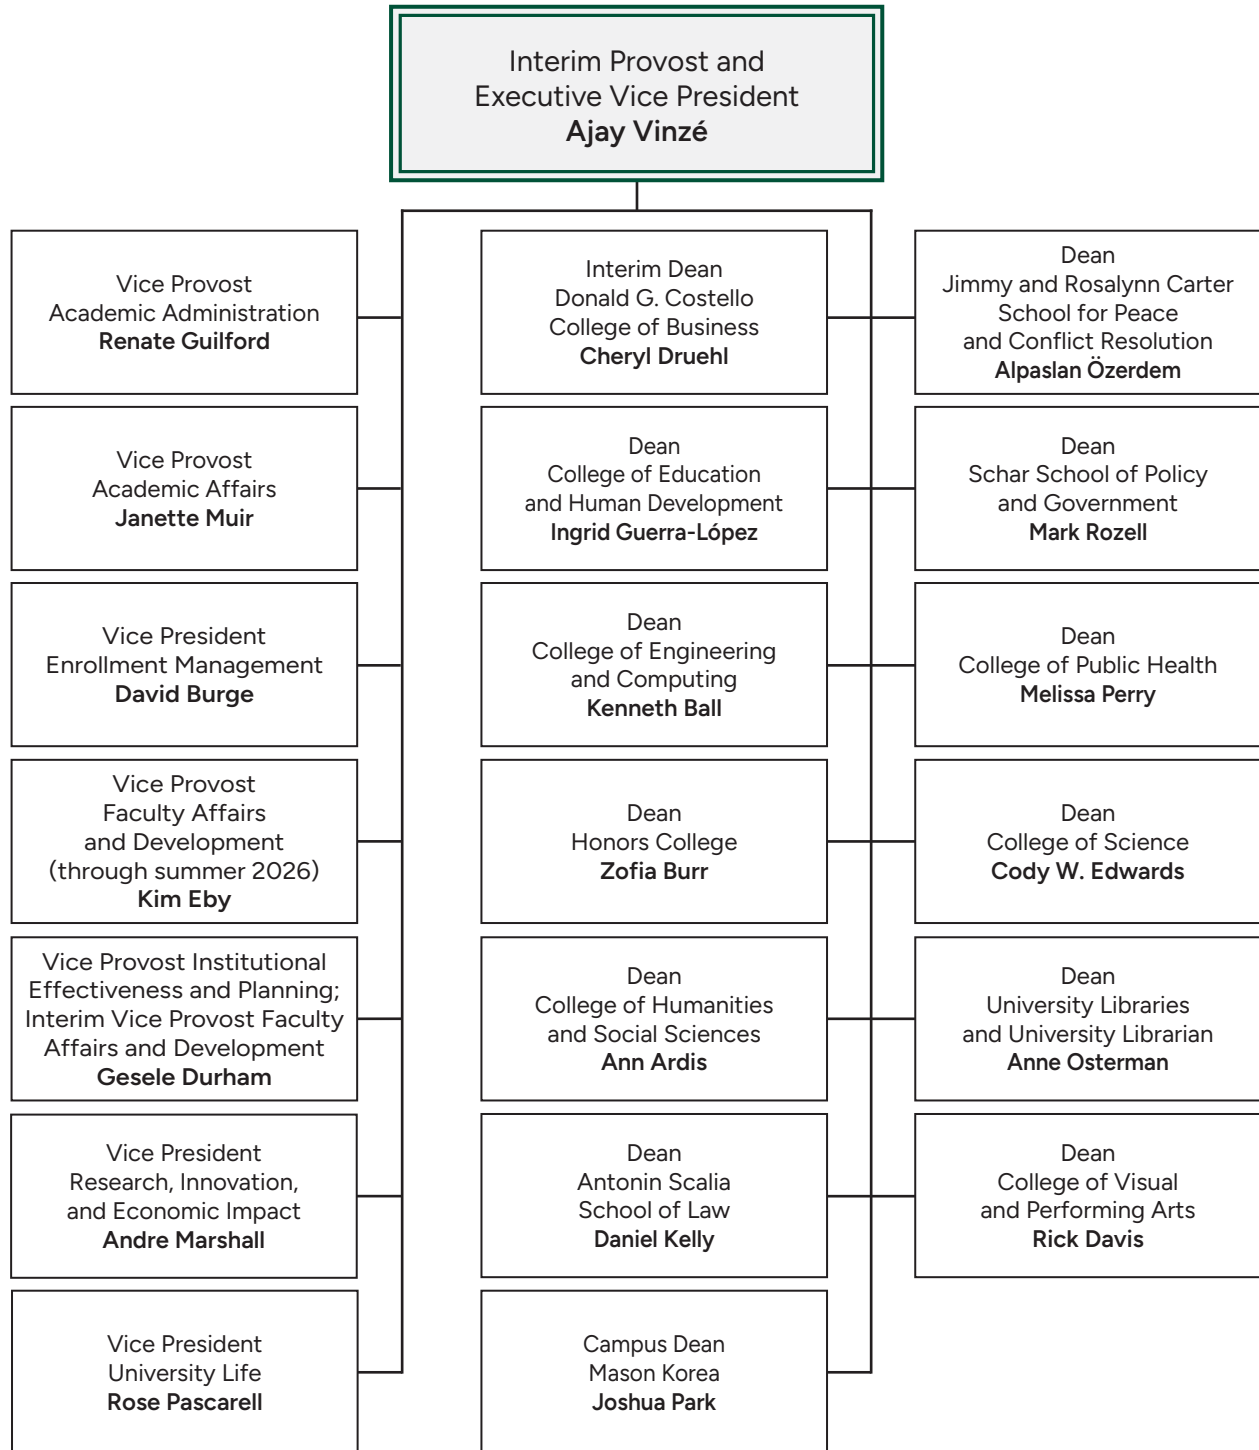 Interim Provost and
Executive Vice President
Ajay Vinzé
Vice Provost
Academic Administration
Renate Guilford
Vice Provost
Academic Affairs
Janette Muir
Vice President
Enrollment Management
David Burge
Vice Provost
Faculty Affairs
and Development
(through summer 2026)
Kim Eby
Vice Provost Institutional
Effectiveness and Planning;
Interim Vice Provost Faculty
Affairs and Development
Gesele Durham
Vice President
Research, Innovation,
and Economic Impact
Andre Marshall
Vice President
University Life
Rose Pascarell
Interim Dean
Donald G. Costello
College of Business
Cheryl Druehl
Dean
College of Education
and Human Development
Ingrid Guerra-López
Dean
College of Engineering
and Computing
Kenneth Ball
Dean
Honors College
Zofia Burr
Dean
College of Humanities
and Social Sciences
Ann Ardis
Dean
Antonin Scalia
School of Law
Daniel Kelly
Campus Dean
Mason Korea
Joshua Park
Dean
Jimmy and Rosalynn Carter
School for Peace
and Conflict Resolution
Alpaslan Özerdem
Dean
Schar School of Policy
and Government
Mark Rozell
Dean
College of Public Health
Melissa Perry
Dean
College of Science
Cody W. Edwards
Dean
University Libraries
and University Librarian
Anne Osterman
Dean
College of Visual
and Performing Arts
Rick Davis